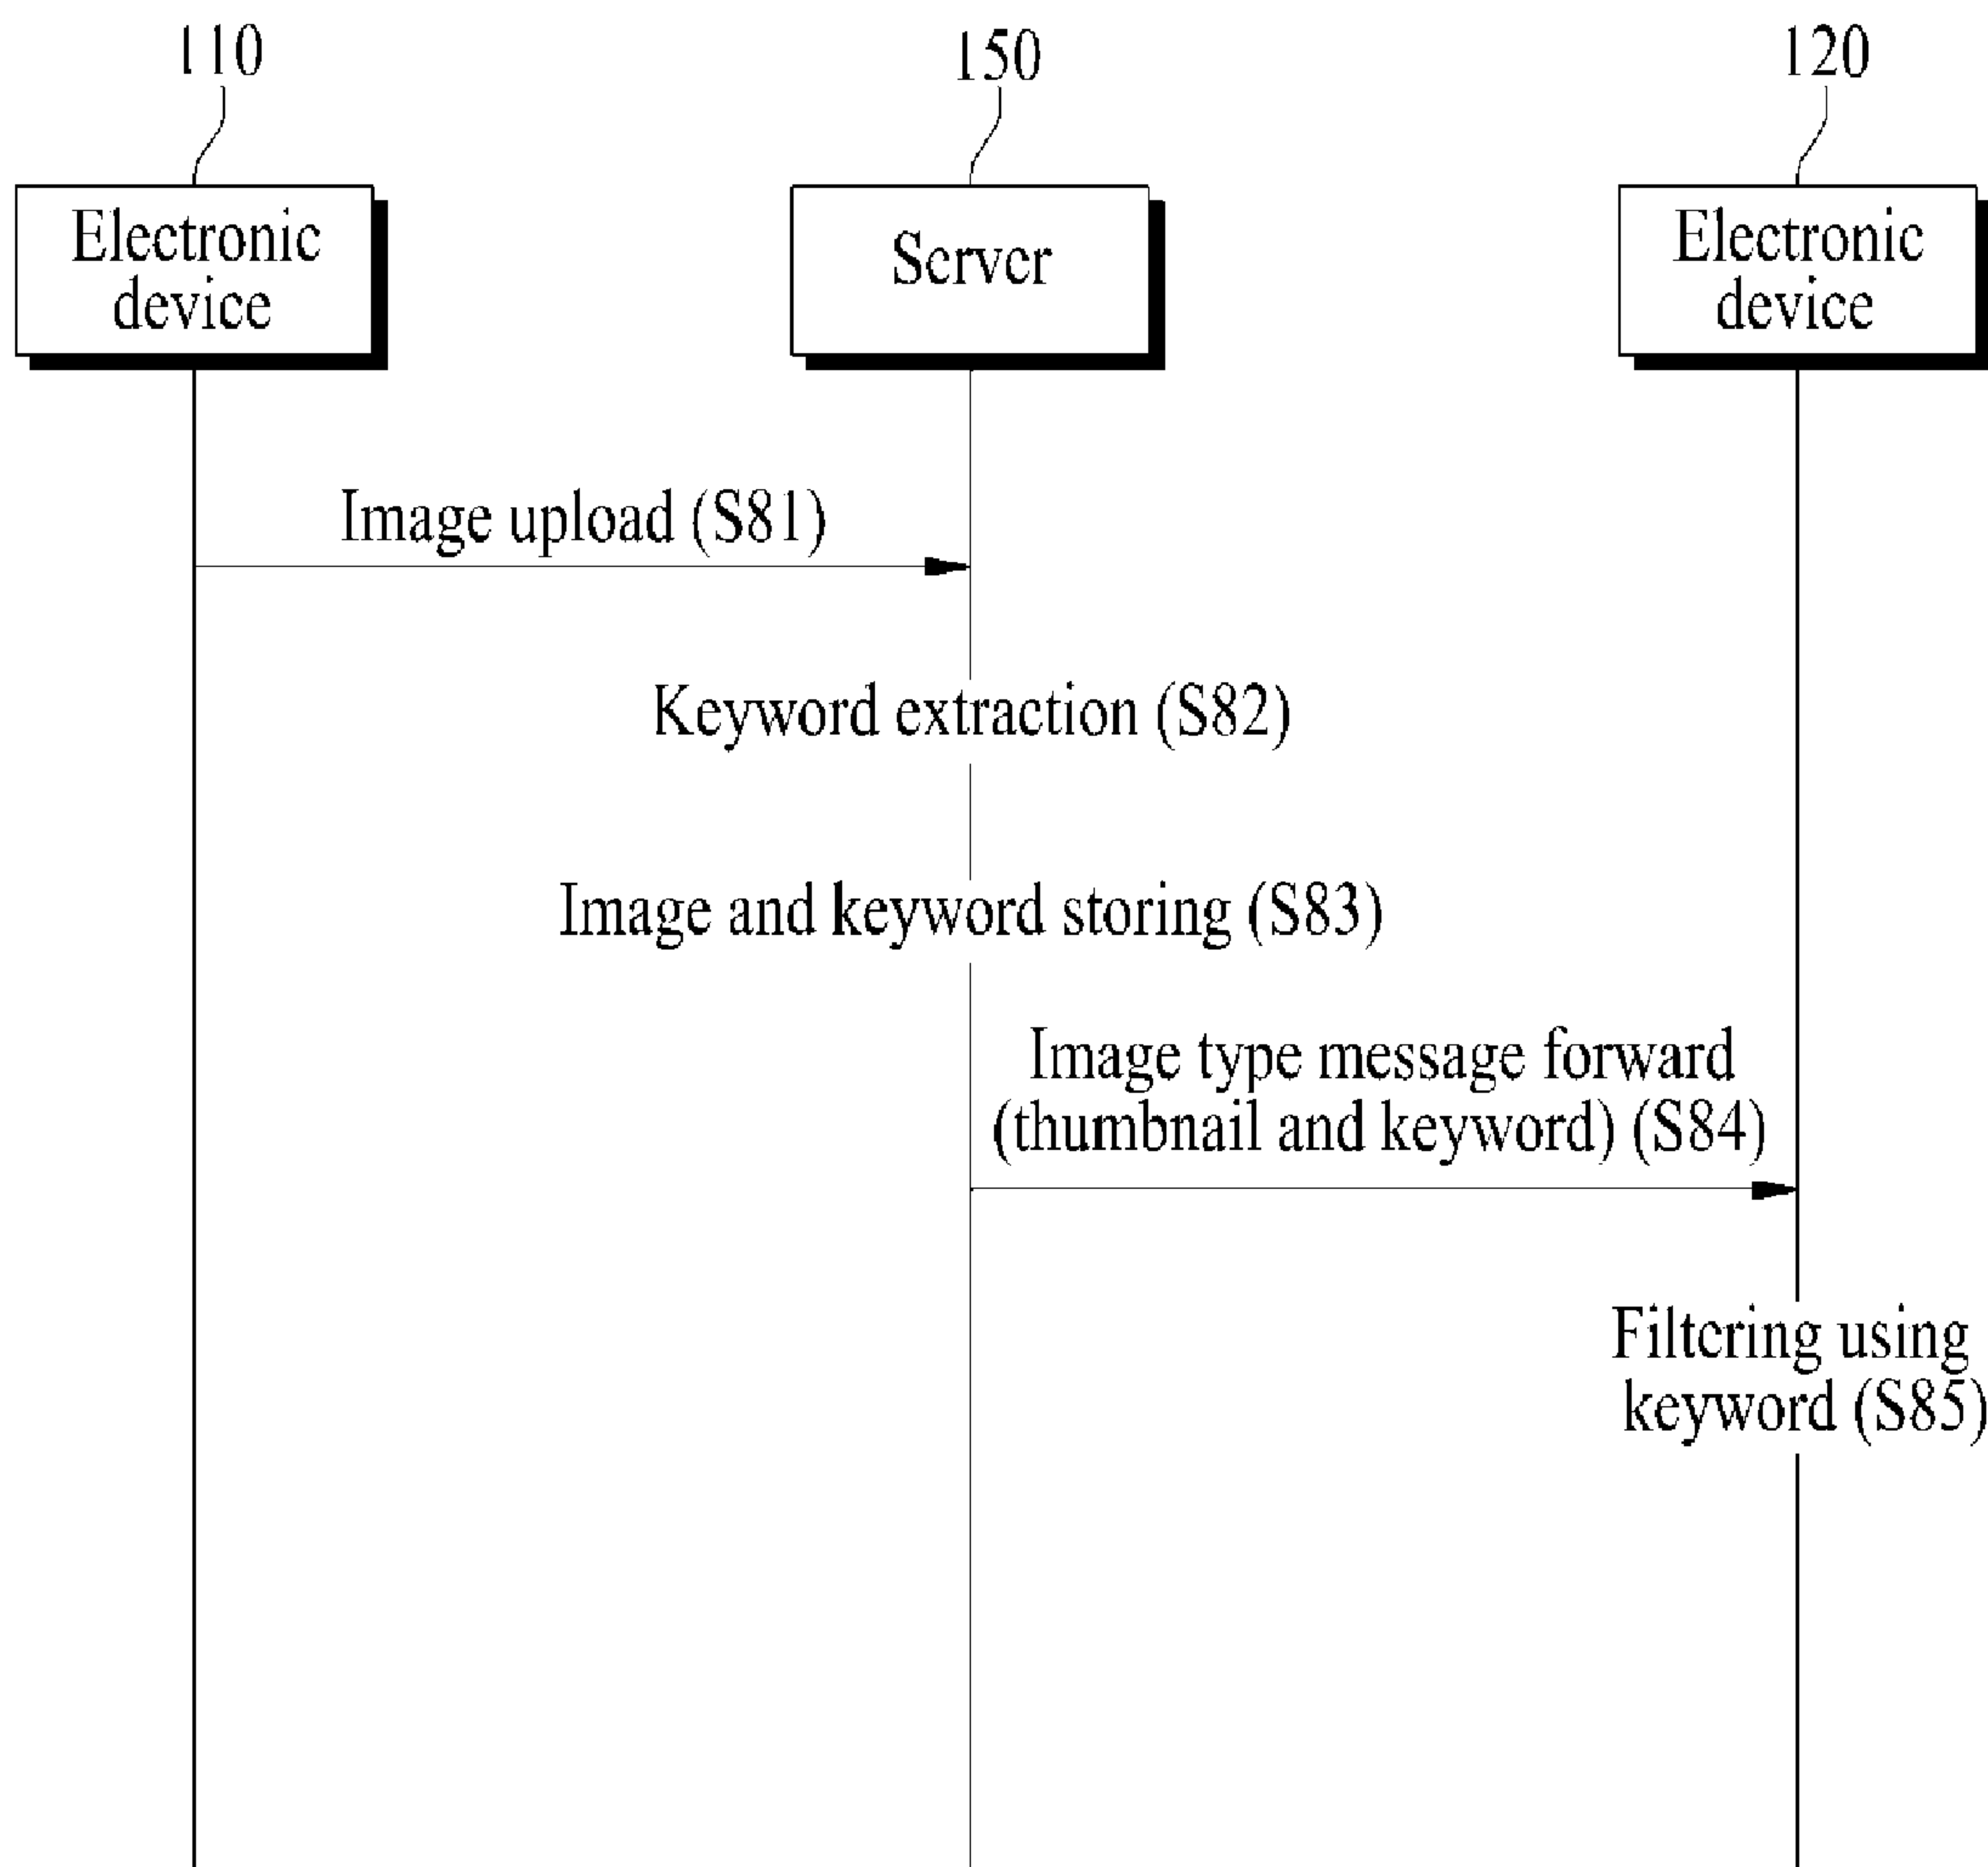 110
150
120
Electronic
device
Server
Electronic
device
Image upload (S81)
Keyword extraction (S82)
Image and keyword storing (S83)
Image type message forward
(thumbnail and keyword) (S84)
Filtering using
keyword (S85)